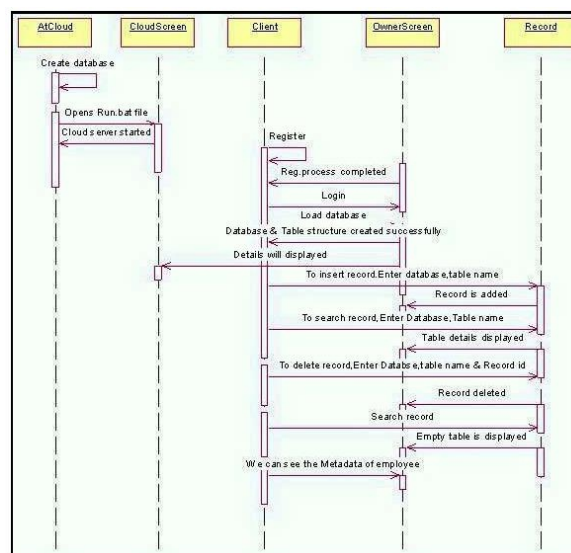 AtCloud CloudScreen Client OwnerScreen Record
Create database
Opens Run.bat file
Cloud server started
Register
Reg.process completed
Login
Load database
Database & Table structure created successfully
Details will displayed
To insert record,Enter database,table name
Record is added
To search record, Enter Database, Table name
Table details displayed
To delete record,Enter Databse,table name & Record id
Record deleted
Search record
Empty table is displayed
We can see the Metadata of employee